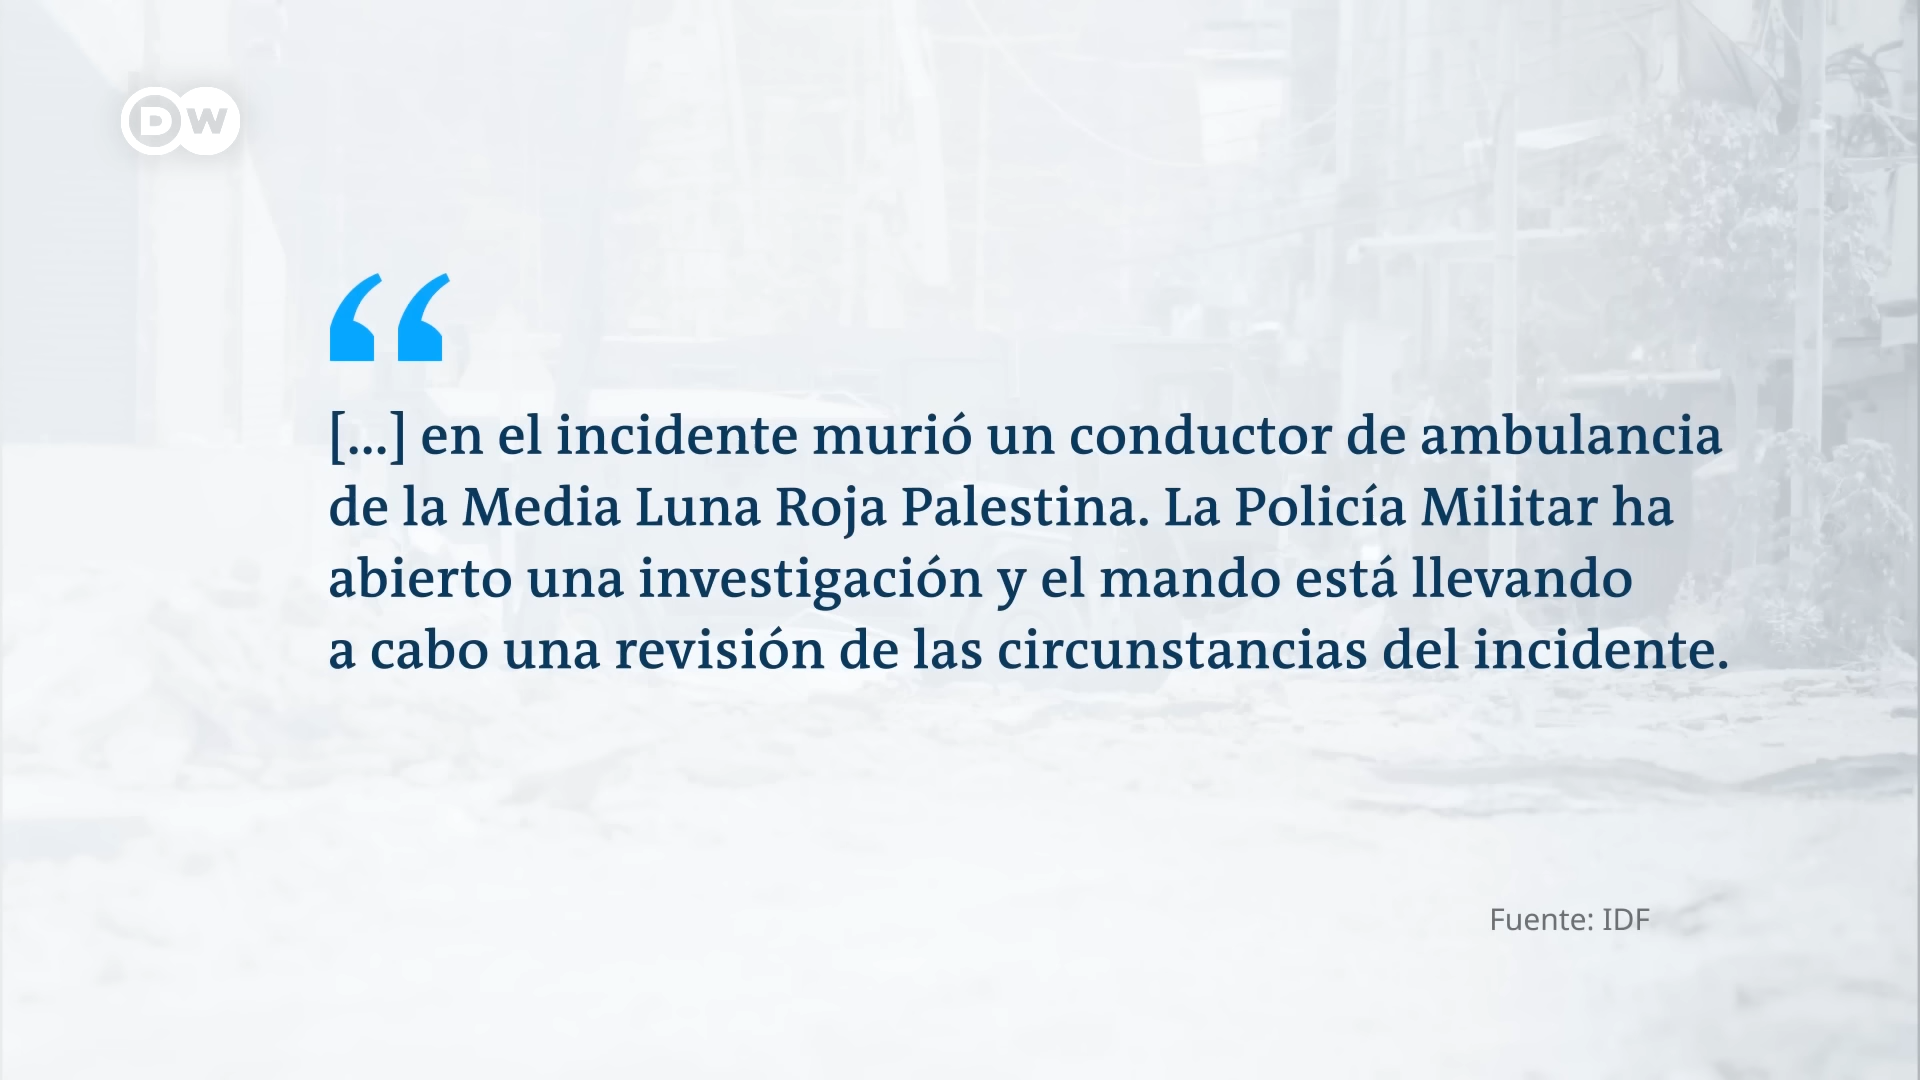 DW
[...] en el incidente murió un conductor de ambulancia
de la Media Luna Roja Palestina. La Policía Militar ha
abierto una investigación y el mando está llevando
a cabo una revisión de las circunstancias del incidente.
Fuente: IDF